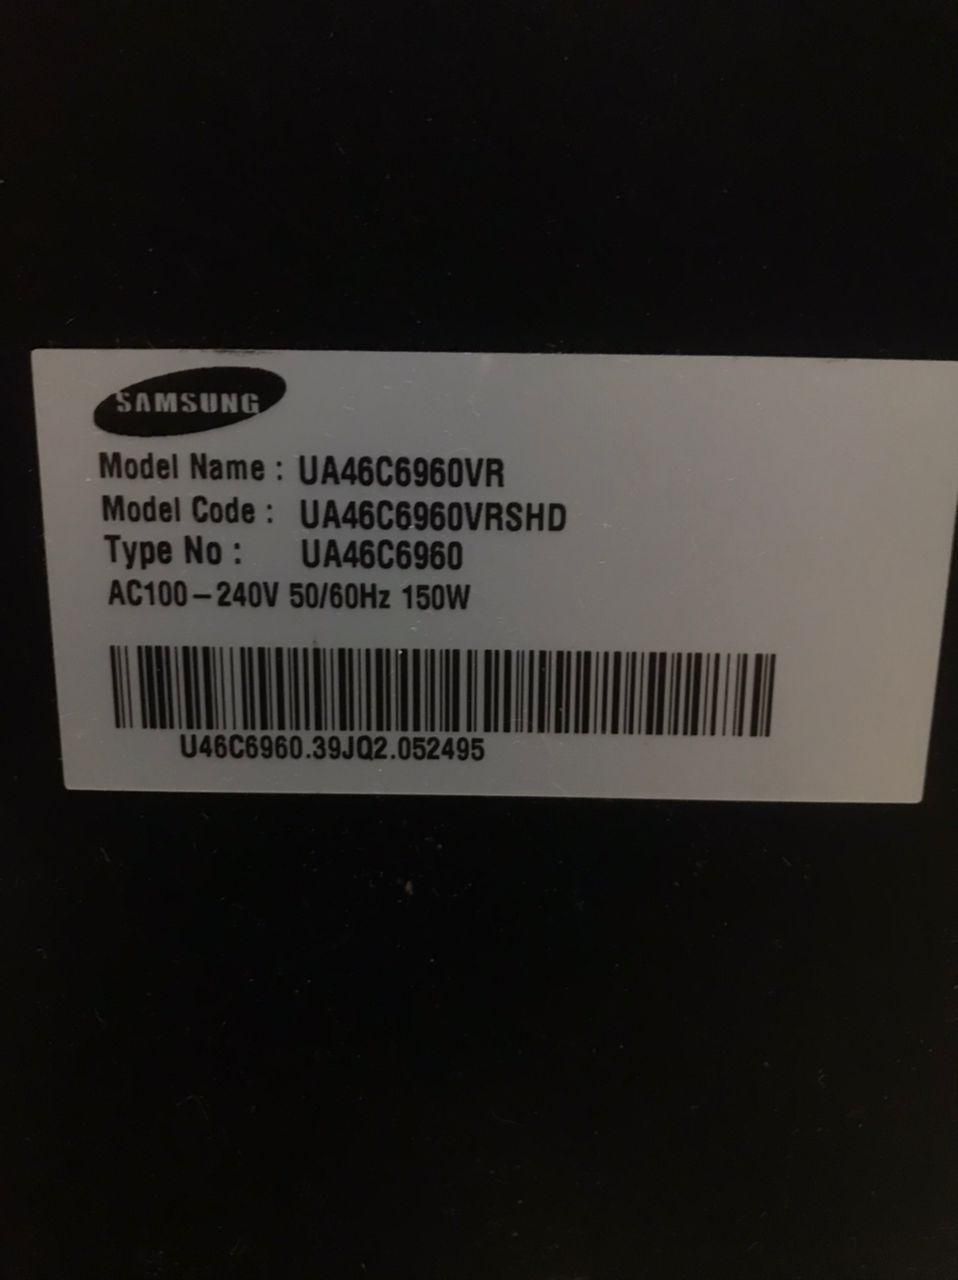 SAMSUNG
Model Name : UA46C6960VR
Model Code : UA46C6960VRSHD
Type No : UA46C6960
AC100-240V 50/60Hz 150W
U46C6960.39JQ2.052495